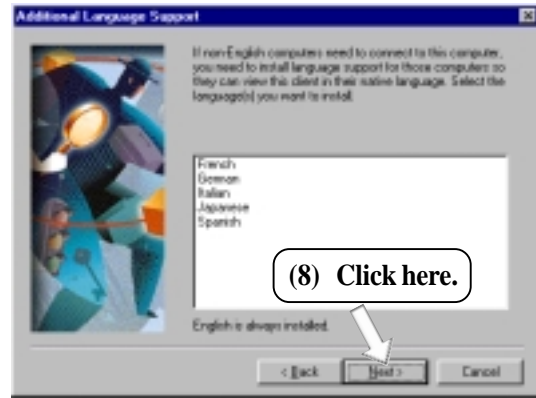 Additional Language Support
If non-English computers need to connect to this computer,
you need to install language support for those computers so
they can view this client in their native language. Select the
language(s) you want to install.
French
German
Italian
Japanese
Spanish
(8) Click here.
English is always installed.
< Back
Next >
Cancel